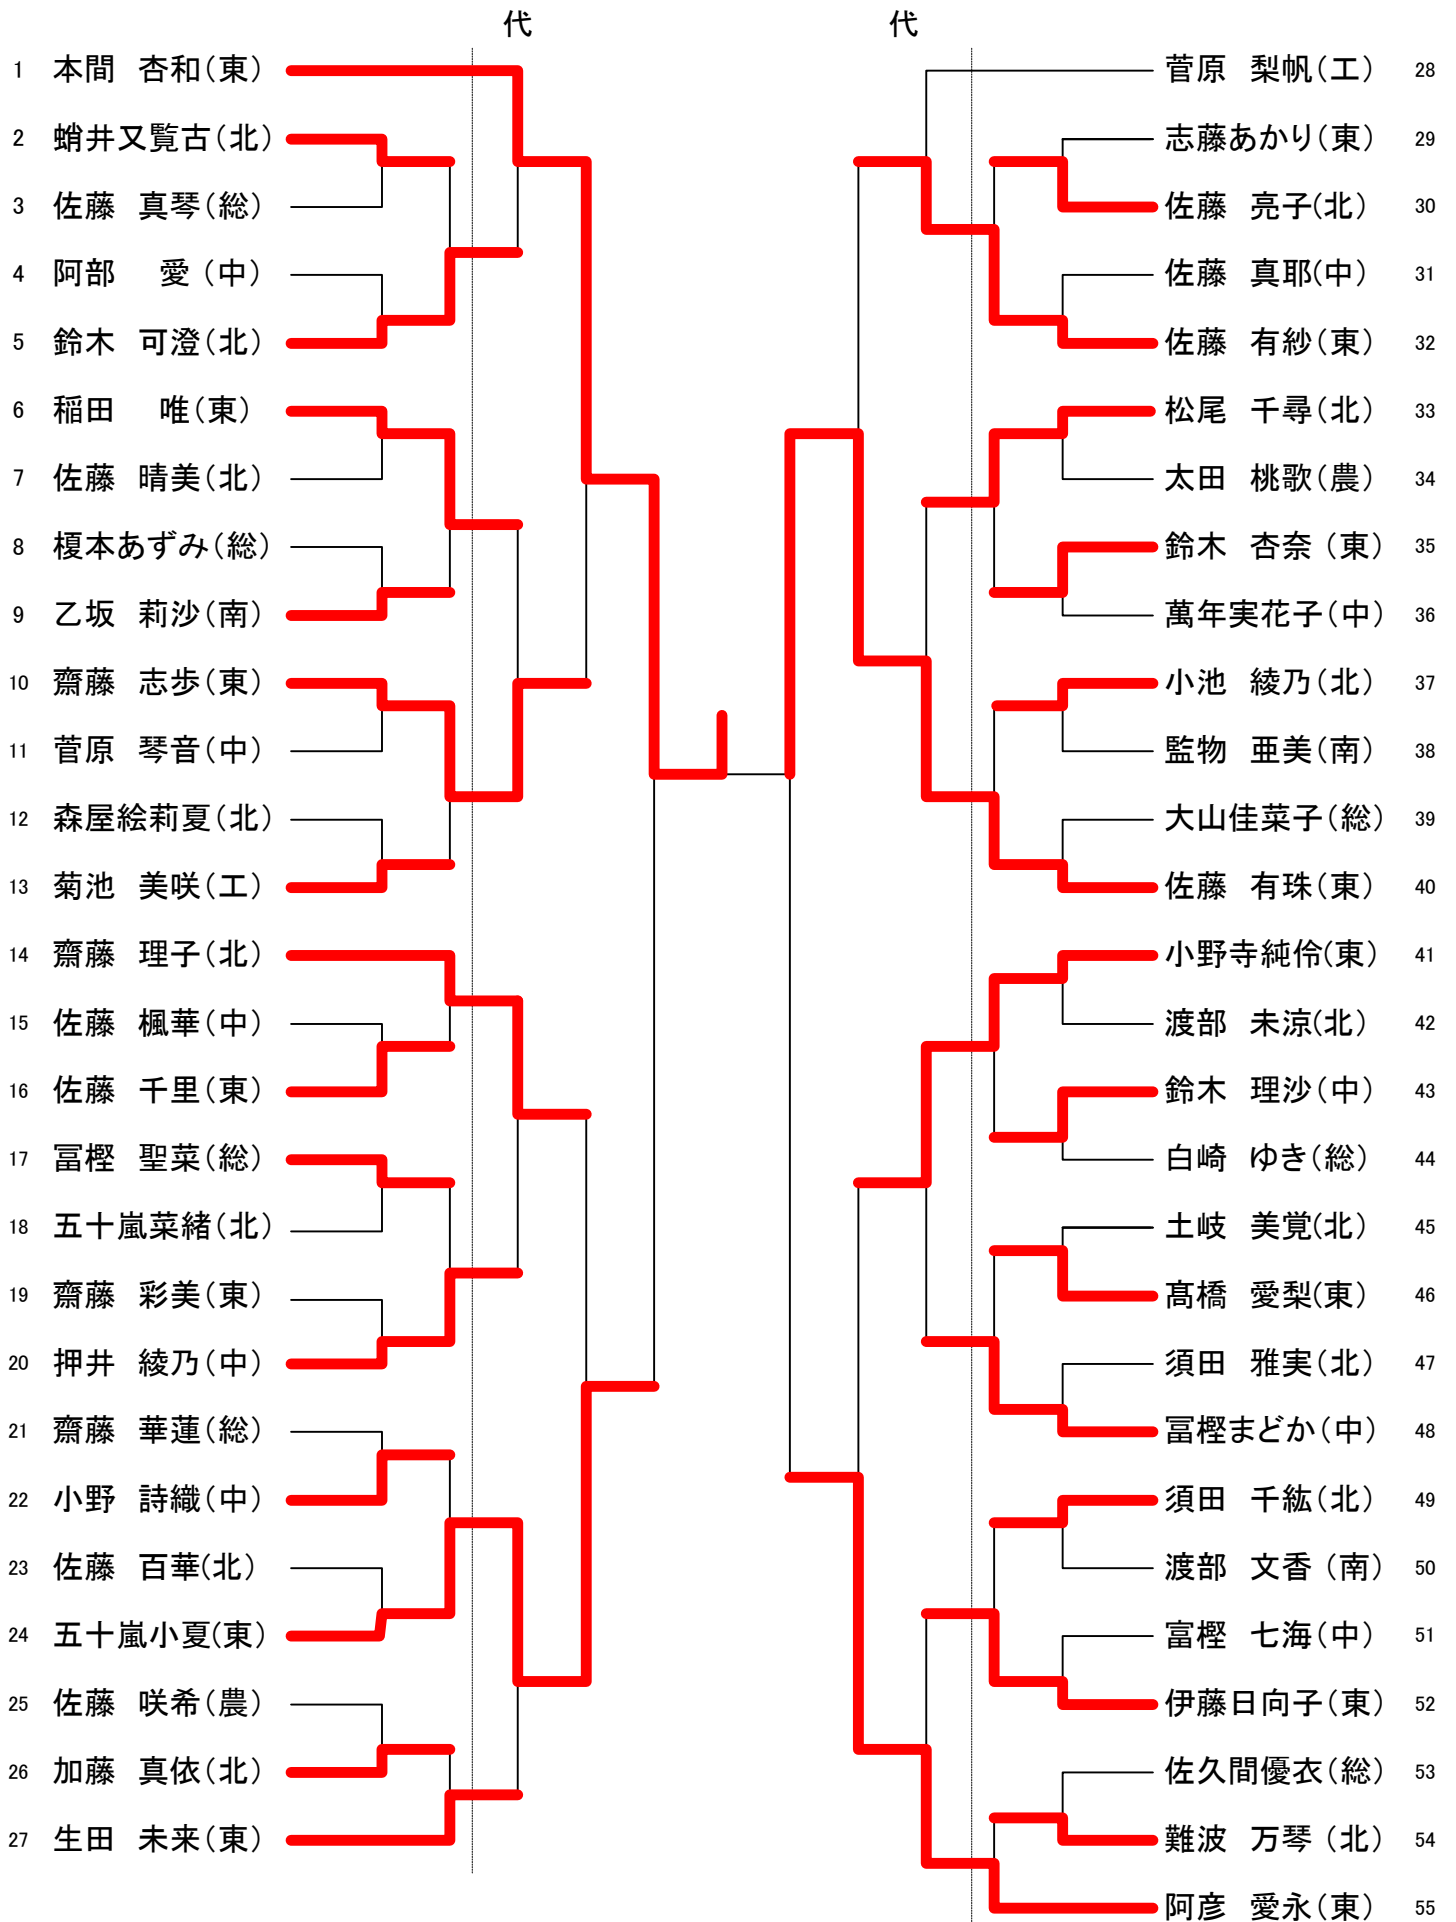 代
代
1 本間 杏和(東)
2 蛸井又覧古(北)
3 佐藤 真琴(総)
4 阿部 愛(中)
5 鈴木 可澄(北)
6 稲田 唯(東)
7 佐藤 晴美(北)
8 榎本あずみ(総)
9 乙坂 莉沙(南)
10 齋藤 志歩(東)
11 菅原 琴音(中)
12 森屋絵莉夏(北)
13 菊池 美咲(工)
14 齋藤 理子(北)
15 佐藤 楓華(中)
16 佐藤 千里(東)
17 冨樫 聖菜(総)
18 五十嵐菜緒(北)
19 齋藤 彩美(東)
20 押井 綾乃(中)
21 齋藤 華蓮(総)
22 小野 詩織(中)
23 佐藤 百華(北)
24 五十嵐小夏(東)
25 佐藤 咲希(農)
26 加藤 真依(北)
27 生田 未来(東)
菅原 梨帆(工) 28
志藤あかり(東) 29
佐藤 亮子(北) 30
佐藤 真耶(中) 31
佐藤 有紗(東) 32
松尾 千尋(北) 33
太田 桃歌(農) 34
鈴木 杏奈(東) 35
萬年実花子(中) 36
小池 綾乃(北) 37
監物 亜美(南) 38
大山佳菜子(総) 39
佐藤 有珠(東) 40
小野寺純伶(東) 41
渡部 未涼(北) 42
鈴木 理沙(中) 43
白崎 ゆき(総) 44
土岐 美覚(北) 45
髙橋 愛梨(東) 46
須田 雅実(北) 47
冨樫まどか(中) 48
須田 千紘(北) 49
渡部 文香(南) 50
富樫 七海(中) 51
伊藤日向子(東) 52
佐久間優衣(総) 53
難波 万琴(北) 54
阿彦 愛永(東) 55